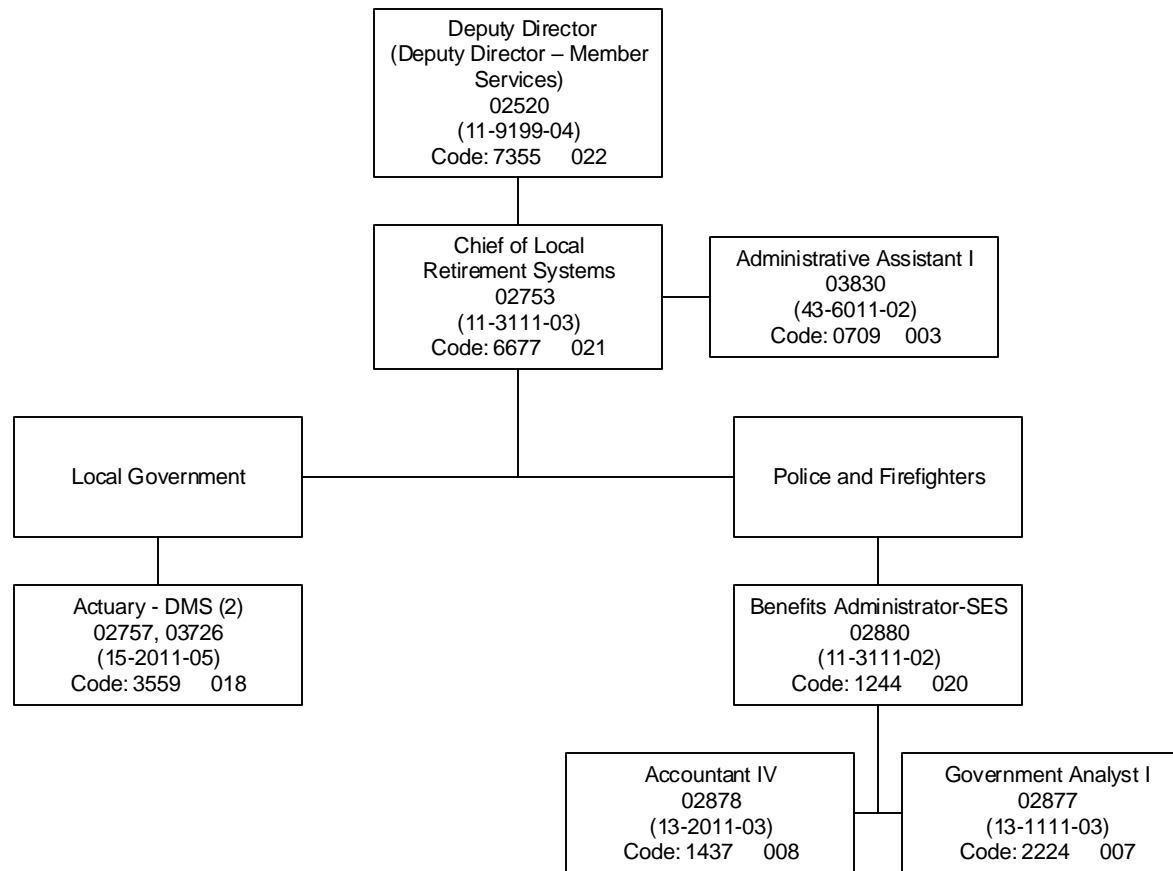 Deputy Director
(Deputy Director – Member
Services)
02520
(11-9199-04)
Code: 7355 022
Chief of Local
Retirement Systems
02753
(11-3111-03)
Code: 6677 021
Administrative Assistant I
03830
(43-6011-02)
Code: 0709 003
Local Government
Police and Firefighters
Actuary - DMS (2)
02757, 03726
(15-2011-05)
Code: 3559 018
Benefits Administrator-SES
02880
(11-3111-02)
Code: 1244 020
Accountant IV
02878
(13-2011-03)
Code: 1437 008
Government Analyst I
02877
(13-1111-03)
Code: 2224 007